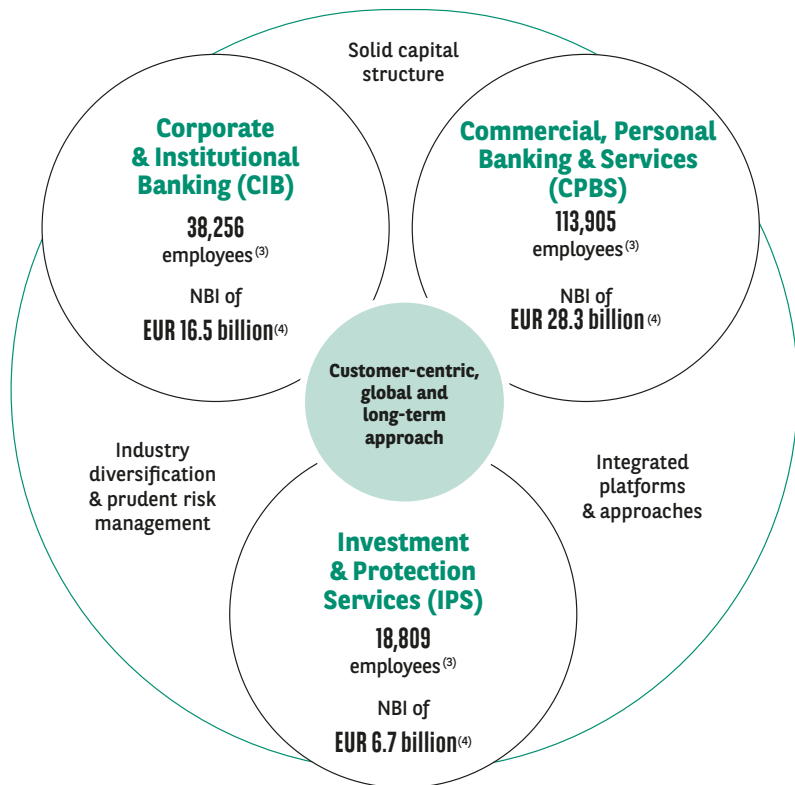 Solid capital
structure
Corporate
& Institutional
Banking (CIB)
38,256
employees (3)
NBI of
EUR 16.5 billion(4)
Commercial, Personal
Banking & Services
(CPBS)
113,905
employees (3)
NBI of
EUR 28.3 billion (4)
Customer-centric,
global and
long-term
approach
Industry
diversification
& prudent risk
management
Integrated
platforms
& approaches
Investment
& Protection
Services (IPS)
18,809
employees (3)
NBI of
EUR 6.7 billion(4)